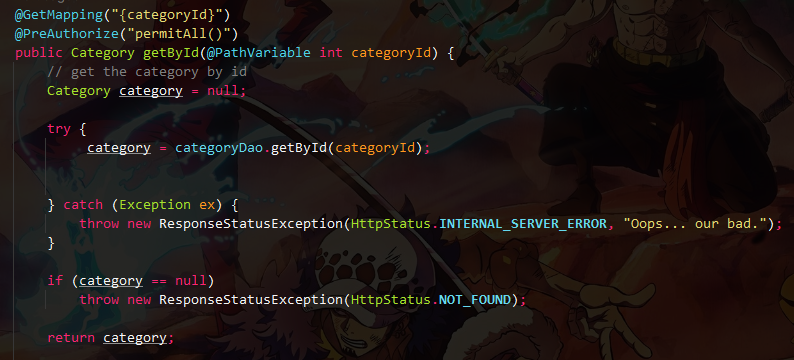 @GetMapping("{categoryId}")
@PreAuthorize("permitAll()")
public Category getById(@PathVariable int categoryId) {
// get the category by id
Category category = null;
try {
category = categoryDao.getById(categoryId);
} catch (Exception ex) {
throw new ResponseStatusException(HttpStatus.INTERNAL_SERVER_ERROR, "Oops... our bad.");
}
if (category == null)
throw new ResponseStatusException(HttpStatus.NOT_FOUND);
return category;